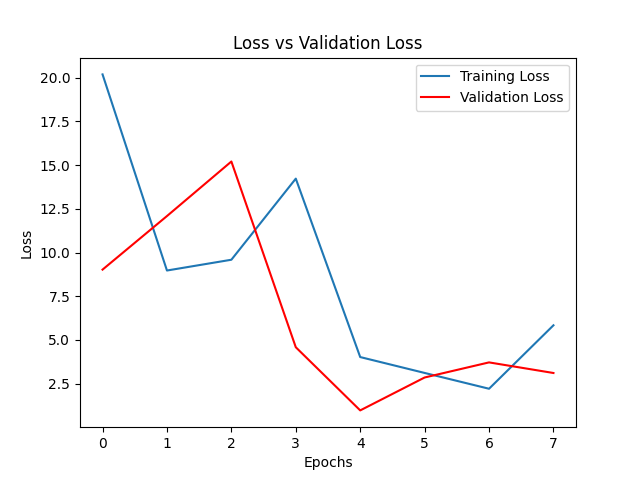 Loss vs Validation Loss
Training Loss
Validation Loss
20.0
17.5
15.0
12.5
10.0
7.5
5.0
2.5
Loss
0 1 2 3 4 5 6 7
Epochs